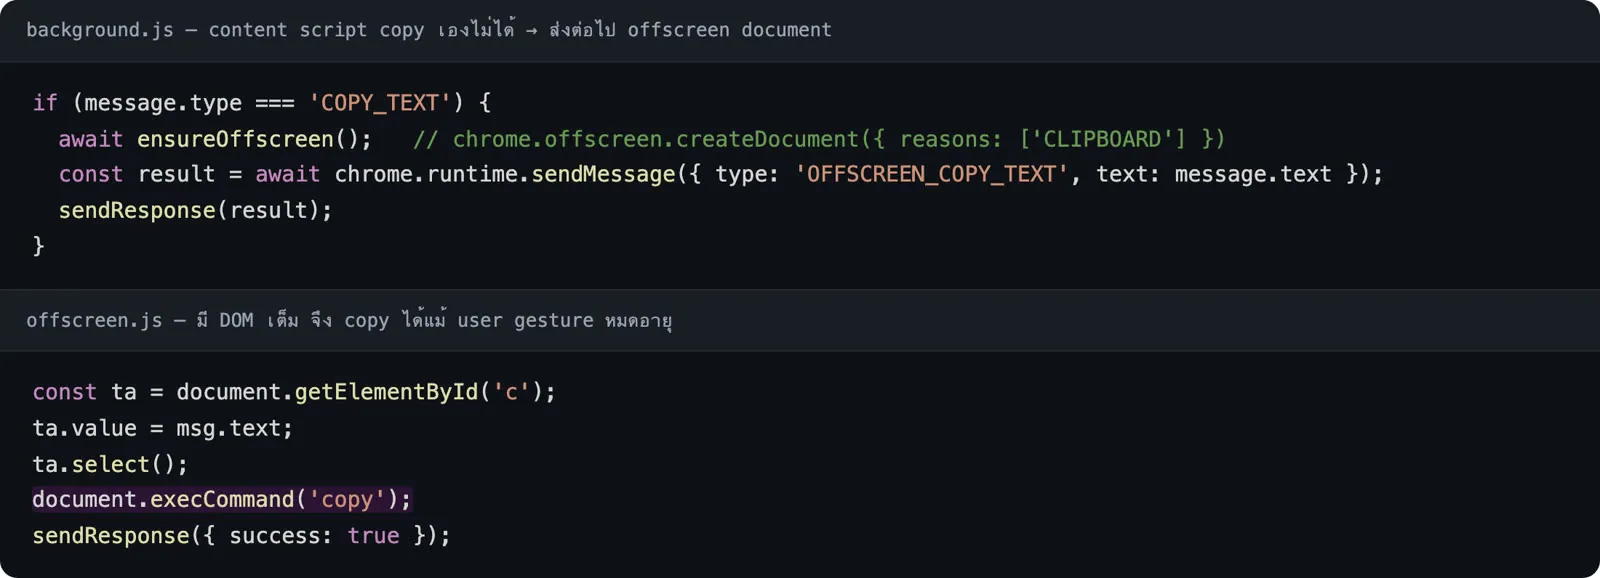 background.js — content script copy เองไม่ได้ → ส่งต่อไป offscreen document
if (message.type === 'COPY_TEXT') {
  await ensureOffscreen();   // chrome.offscreen.createDocument({ reasons: ['CLIPBOARD'] })
  const result = await chrome.runtime.sendMessage({ type: 'OFFSCREEN_COPY_TEXT', text: message.text });
  sendResponse(result);
}
offscreen.js — มี DOM เต็ม จึง copy ได้แม้ user gesture หมดอายุ
const ta = document.getElementById('c');
ta.value = msg.text;
ta.select();
document.execCommand('copy');
sendResponse({ success: true });